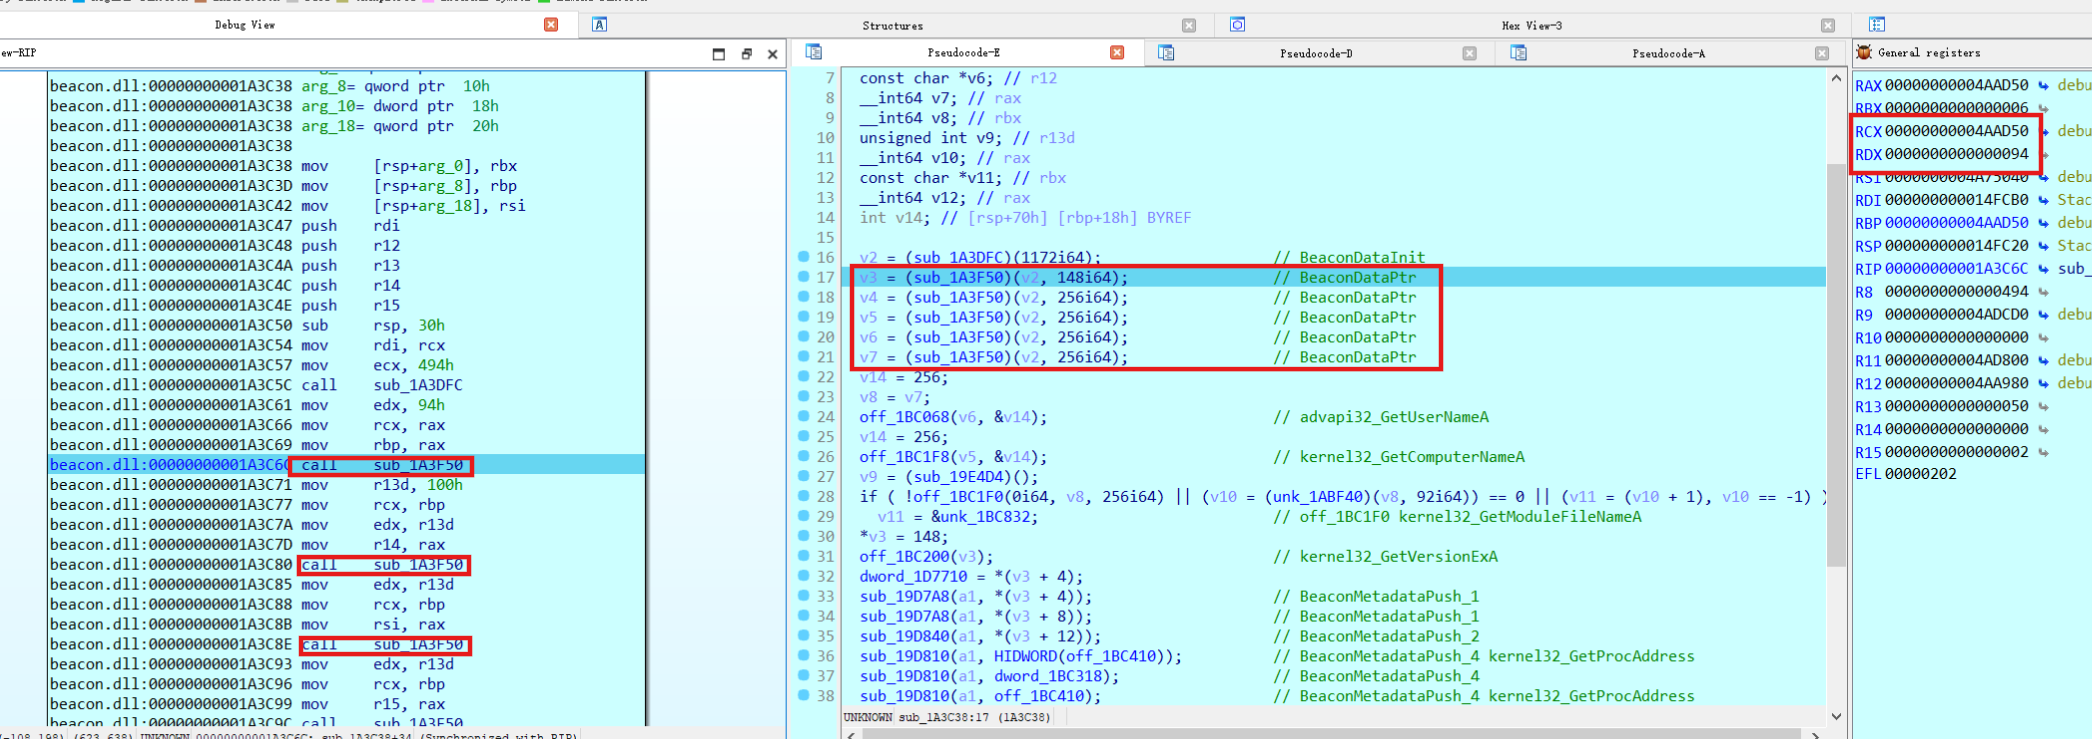 Debug View
Structures
Hex View-3
ew-RIP
Pseudocode-E
Pseudocode-D
Pseudocode-A
General registers
beacon.dll:00000000001A3C38 arg_8= qword ptr  10h
beacon.dll:00000000001A3C38 arg_10= dword ptr  18h
beacon.dll:00000000001A3C38 arg_18= qword ptr  20h
beacon.dll:00000000001A3C38
beacon.dll:00000000001A3C38 mov     [rsp+arg_0], rbx
beacon.dll:00000000001A3C3D mov     [rsp+arg_8], rbp
beacon.dll:00000000001A3C42 mov     [rsp+arg_18], rsi
beacon.dll:00000000001A3C47 push    rdi
beacon.dll:00000000001A3C48 push    r12
beacon.dll:00000000001A3C4A push    r13
beacon.dll:00000000001A3C4C push    r14
beacon.dll:00000000001A3C4E push    r15
beacon.dll:00000000001A3C50 sub     rsp, 30h
beacon.dll:00000000001A3C54 mov     rdi, rcx
beacon.dll:00000000001A3C57 mov     ecx, 494h
beacon.dll:00000000001A3C5C call    sub_1A3DFC
beacon.dll:00000000001A3C61 mov     edx, 94h
beacon.dll:00000000001A3C66 mov     rcx, rax
beacon.dll:00000000001A3C69 mov     rbp, rax
beacon.dll:00000000001A3C6C call    sub_1A3F50
beacon.dll:00000000001A3C71 mov     r13d, 100h
beacon.dll:00000000001A3C77 mov     rcx, rbp
beacon.dll:00000000001A3C7A mov     edx, r13d
beacon.dll:00000000001A3C7D mov     r14, rax
beacon.dll:00000000001A3C80 call    sub_1A3F50
beacon.dll:00000000001A3C85 mov     edx, r13d
beacon.dll:00000000001A3C88 mov     rcx, rbp
beacon.dll:00000000001A3C8B mov     rsi, rax
beacon.dll:00000000001A3C8E call    sub_1A3F50
beacon.dll:00000000001A3C93 mov     edx, r13d
beacon.dll:00000000001A3C96 mov     rcx, rbp
beacon.dll:00000000001A3C99 mov     r15, rax
beacon.dll:00000000001A3C9C call    sub_1A3F50
(-108,198) (623,638) UNKNOWN 00000000001A3C6C: sub_1A3C38+34 (Synchronized with RIP)
7 const char *v6; // r12
8 __int64 v7; // rax
9 __int64 v8; // rbx
10 unsigned int v9; // r13d
11 __int64 v10; // rax
12 const char *v11; // rbx
13 __int64 v12; // rax
14 int v14; // [rsp+70h] [rbp+18h] BYREF
15
16 v2 = (sub_1A3DFC)(1172i64); // BeaconDataInit
17 v3 = (sub_1A3F50)(v2, 148i64); // BeaconDataPtr
18 v4 = (sub_1A3F50)(v2, 256i64); // BeaconDataPtr
19 v5 = (sub_1A3F50)(v2, 256i64); // BeaconDataPtr
20 v6 = (sub_1A3F50)(v2, 256i64); // BeaconDataPtr
21 v7 = (sub_1A3F50)(v2, 256i64); // BeaconDataPtr
22 v14 = 256;
23 v8 = v7;
24 off_1BC068(v6, &v14); // advapi32_GetUserNameA
25 v14 = 256;
26 off_1BC1F8(v5, &v14); // kernel32_GetComputerNameA
27 v9 = (sub_19E4D4)();
28 if ( !off_1BC1F0(0i64, v8, 256i64) || (v10 = (unk_1ABF40)(v8, 92i64)) == 0 || (v11 = (v10 + 1), v10 == -1) )
29 v11 = &unk_1BC832; // off_1BC1F0 kernel32_GetModuleFileNameA
30 *v3 = 148;
31 off_1BC200(v3); // kernel32_GetVersionExA
32 dword_1D7710 = *(v3 + 4);
33 sub_19D7A8(a1, *(v3 + 4)); // BeaconMetadataPush_1
34 sub_19D7A8(a1, *(v3 + 8)); // BeaconMetadataPush_1
35 sub_19D840(a1, *(v3 + 12)); // BeaconMetadataPush_2
36 sub_19D810(a1, HIDWORD(off_1BC410)); // BeaconMetadataPush_4 kernel32_GetProcAddress
37 sub_19D810(a1, dword_1BC318); // BeaconMetadataPush_4
38 sub_19D810(a1, off_1BC410); // BeaconMetadataPush_4 kernel32_GetProcAddress
UNKNOWN sub_1A3C38:17 (1A3C38)
RAX 00000000004AAD50 debu
RBX 0000000000000006
RCX 00000000004AAD50 debu
RDX 0000000000000094
RSI 0000000004A75040 debu
RDI 000000000014FCB0 Stac
RBP 00000000004AAD50 debu
RSP 000000000014FC20 Stac
RIP 00000000001A3C6C sub_
R8 0000000000000494
R9 00000000004ADCD0 debu
R10 0000000000000000
R11 00000000004AD800 debu
R12 00000000004AA980 debu
R13 0000000000000050
R14 0000000000000000
R15 0000000000000002
EFL 00000202